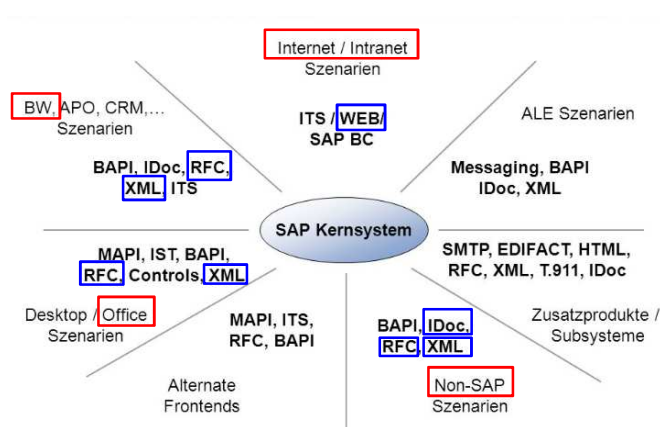 Internet / Intranet
Szenarien
ITS / WEB/
SAP BC
BW, APO, CRM,...
Szenarien
BAPI, IDoc, RFC,
XML, ITS
ALE Szenarien
Messaging, BAPI
IDoc, XML
SAP Kernsystem
MAPI, IST, BAPI,
RFC, Controls, XML
Desktop / Office
Szenarien
SMTP, EDIFACT, HTML,
RFC, XML, T.911, IDoc
Zusatzprodukte /
Subsysteme
MAPI, ITS,
RFC, BAPI
Alternate
Frontends
BAPI, IDoc,
RFC, XML
Non-SAP
Szenarien